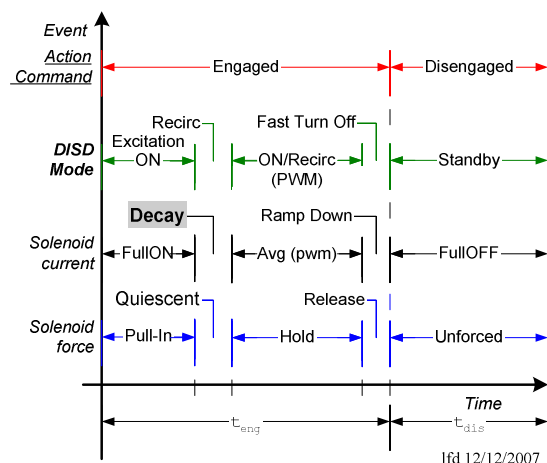 Event
Action
Command
Engaged
Disengaged
Recirc
Fast Turn Off
DISD
Mode
Excitation
ON
ON/Recirc
(PWM)
Standby
Decay
Ramp Down
Solenoid
current
FullON
Avg (pwm)
FullOFF
Quiescent
Release
Solenoid
force
Pull-In
Hold
Unforced
Time
teng
tdis
lfd 12/12/2007